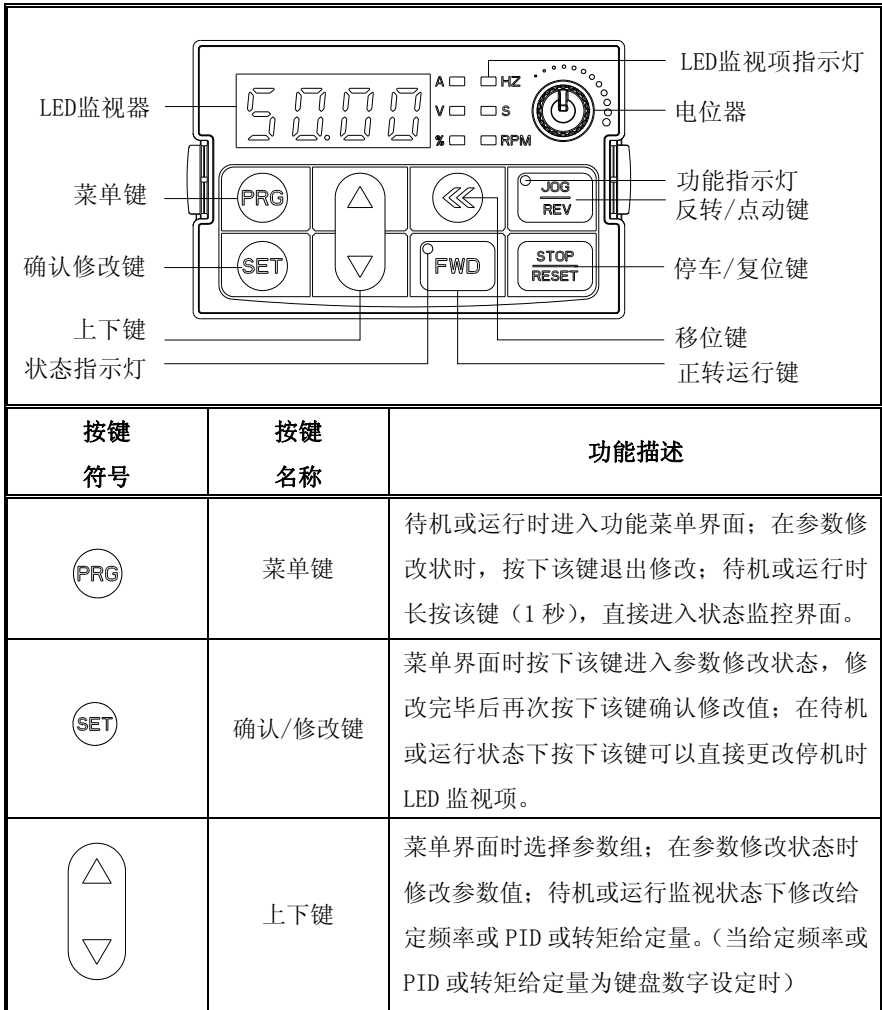 LED监视器
菜单键
确认修改键
上下键
状态指示灯
50.00
A
HZ
V
S
%
RPM
PRG
JOG
REV
SET
FWD
STOP
RESET
LED监视项指示灯
电位器
功能指示灯
反转/点动键
停车/复位键
移位键
正转运行键
按键
符号
按键
名称
功能描述
PRG
菜单键
待机或运行时进入功能菜单界面；在参数修
改状时，按下该键退出修改；待机或运行时
长按该键（1秒），直接进入状态监控界面。
SET
确认/修改键
菜单界面时按下该键进入参数修改状态，修
改完毕后再次按下该键确认修改值；在待机
或运行状态下按下该键可以直接更改停机时
LED 监视项。
上下键
菜单界面时选择参数组；在参数修改状态时
修改参数值；待机或运行监视状态下修改给
定频率或 PID 或转矩给定量。（当给定频率或
PID 或转矩给定量为键盘数字设定时）